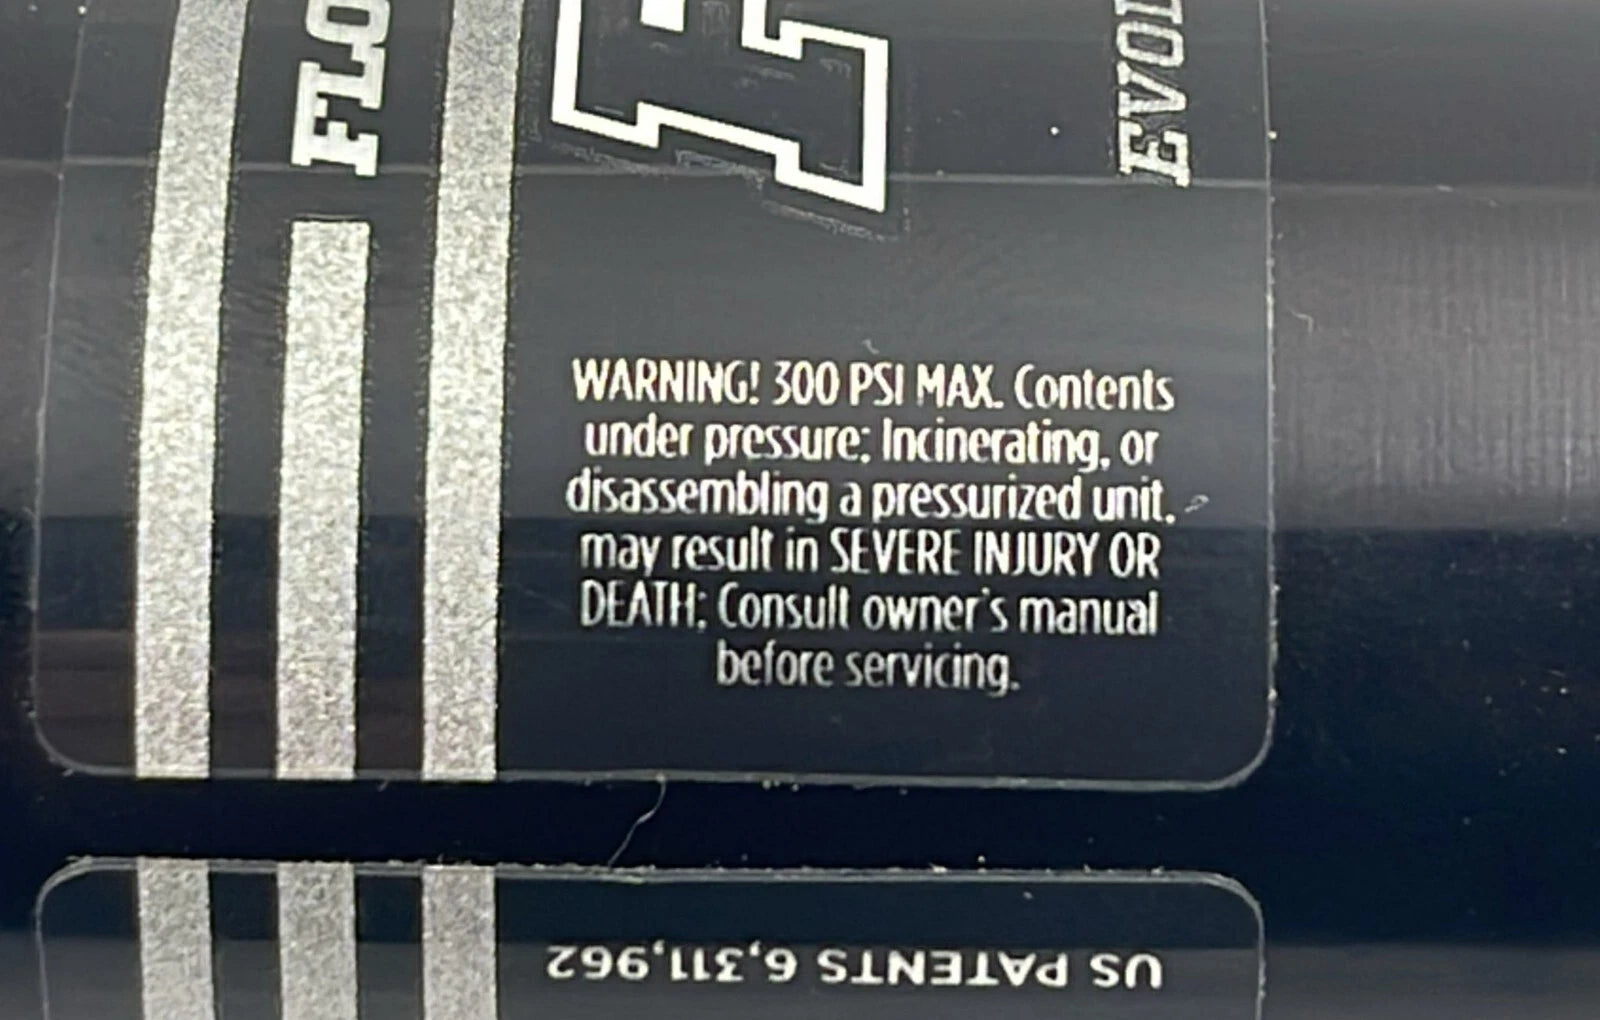 FLO
E
EVOL
WARNING! 300 PSI MAX. Contents
under pressure; Incinerating, or
disassembling a pressurized unit,
may result in SEVERE INJURY OR
DEATH; Consult owner's manual
before servicing.
US PATENTS 6,311,962